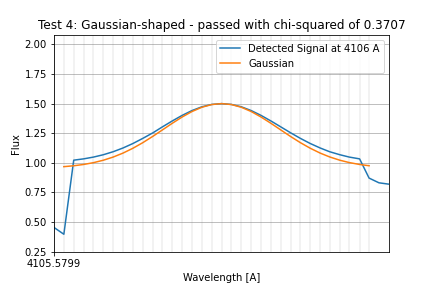 Test 4: Gaussian-shaped - passed with chi-squared of 0.3707
2.00
Detected Signal at 4106 A
Gaussian
1.75
1.50
1.25
Flux
1.00
0.75
0.50
0.25
4105.5799
Wavelength [A]